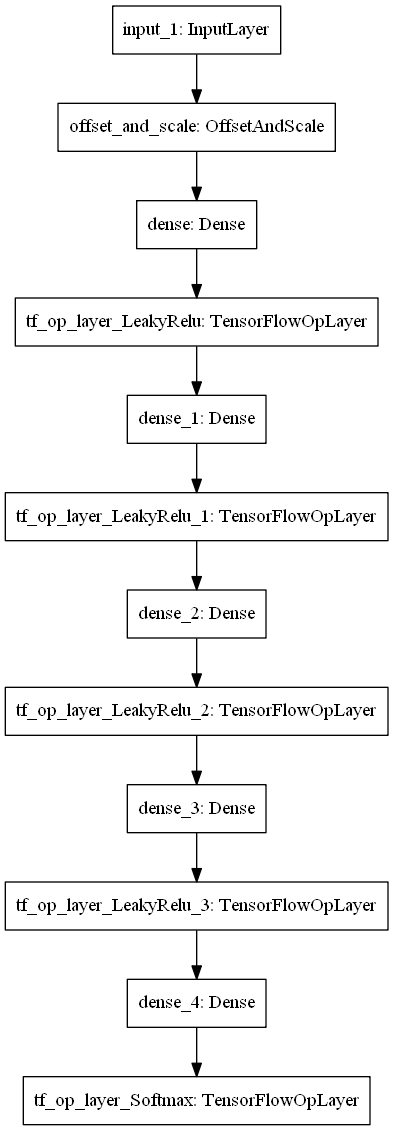 input_1: InputLayer
offset_and_scale: OffsetAndScale
dense: Dense
tf_op_layer_LeakyRelu: TensorFlowOpLayer
dense_1: Dense
tf_op_layer_LeakyRelu_1: TensorFlowOpLayer
dense_2: Dense
tf_op_layer_LeakyRelu_2: TensorFlowOpLayer
dense_3: Dense
tf_op_layer_LeakyRelu_3: TensorFlowOpLayer
dense_4: Dense
tf_op_layer_Softmax: TensorFlowOpLayer